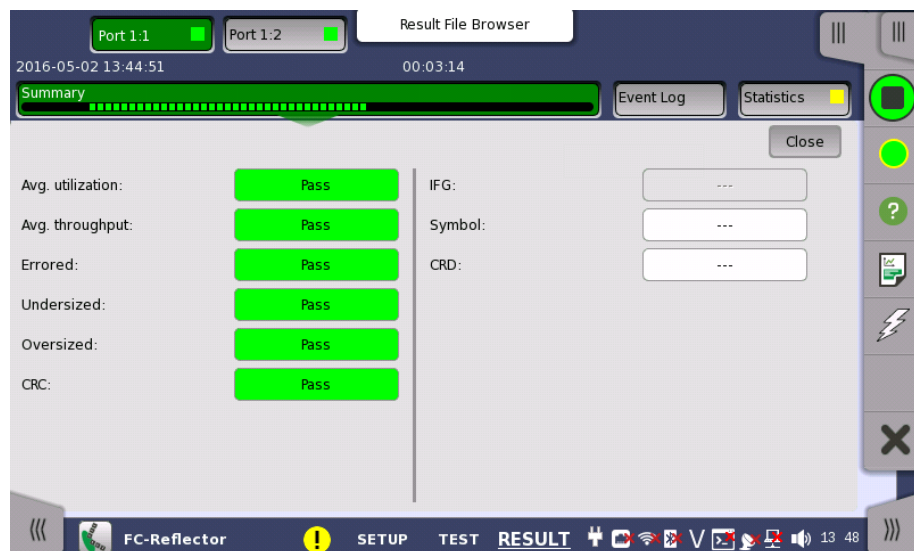 Result File Browser
Port 1:1 Port 1:2
2016-05-02 13:44:51 00:03:14
Summary Event Log Statistics
Close
Avg. utilization: Pass IFG: ---
Avg. throughput: Pass Symbol: ---
Errored: Pass CRD: ---
Undersized: Pass
Oversized: Pass
CRC: Pass
FC-Reflector ! SETUP TEST RESULT V 13 48